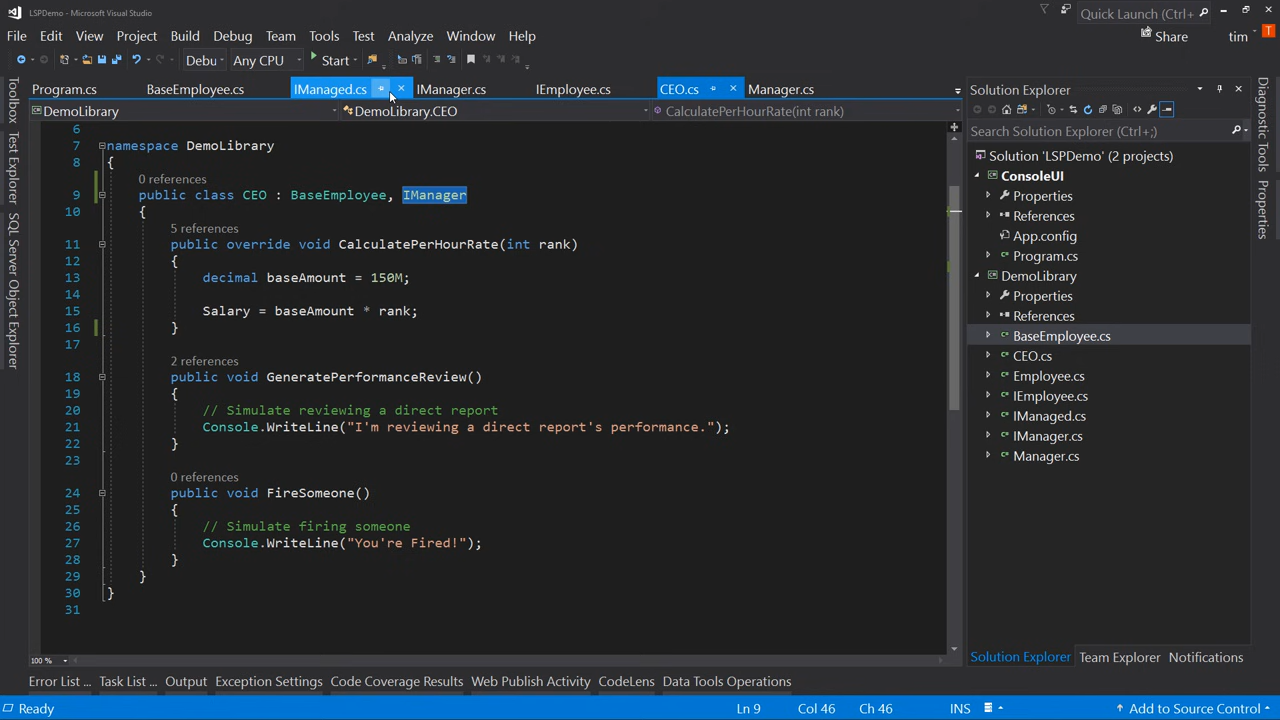 LSPDemo - Microsoft Visual Studio
Quick Launch (Ctrl+;)
File Edit View Project Build Debug Team Tools Test Analyze Window Help
Share
tim
T
Debu
Any CPU
Start
Program.cs BaseEmployee.cs IManaged.cs IManager.cs IEmployee.cs CEO.cs Manager.cs
DemoLibrary DemoLibrary.CEO CalculatePerHourRate(int rank)
Toolbox
Test Explorer
SQL Server Object Explorer
6
7 namespace DemoLibrary
8 {
0 references
9 public class CEO : BaseEmployee, IManager
10 {
5 references
11 public override void CalculatePerHourRate(int rank)
12 {
13 decimal baseAmount = 150M;
14
15 Salary = baseAmount * rank;
16 }
17
2 references
18 public void GeneratePerformanceReview()
19 {
20 // Simulate reviewing a direct report
21 Console.WriteLine("I'm reviewing a direct report's performance.");
22 }
23
0 references
24 public void FireSomeone()
25 {
26 // Simulate firing someone
27 Console.WriteLine("You're Fired!");
28 }
29 }
30 }
31
100 %
Solution Explorer
Search Solution Explorer (Ctrl+;)
Solution 'LSPDemo' (2 projects)
ConsoleUI
Properties
References
App.config
Program.cs
DemoLibrary
Properties
References
BaseEmployee.cs
CEO.cs
Employee.cs
IEmployee.cs
IManaged.cs
IManager.cs
Manager.cs
Solution Explorer Team Explorer Notifications
Diagnostic Tools
Properties
Error List ... Task List ... Output Exception Settings Code Coverage Results Web Publish Activity CodeLens Data Tools Operations
Ready Ln 9 Col 46 Ch 46 INS Add to Source Control